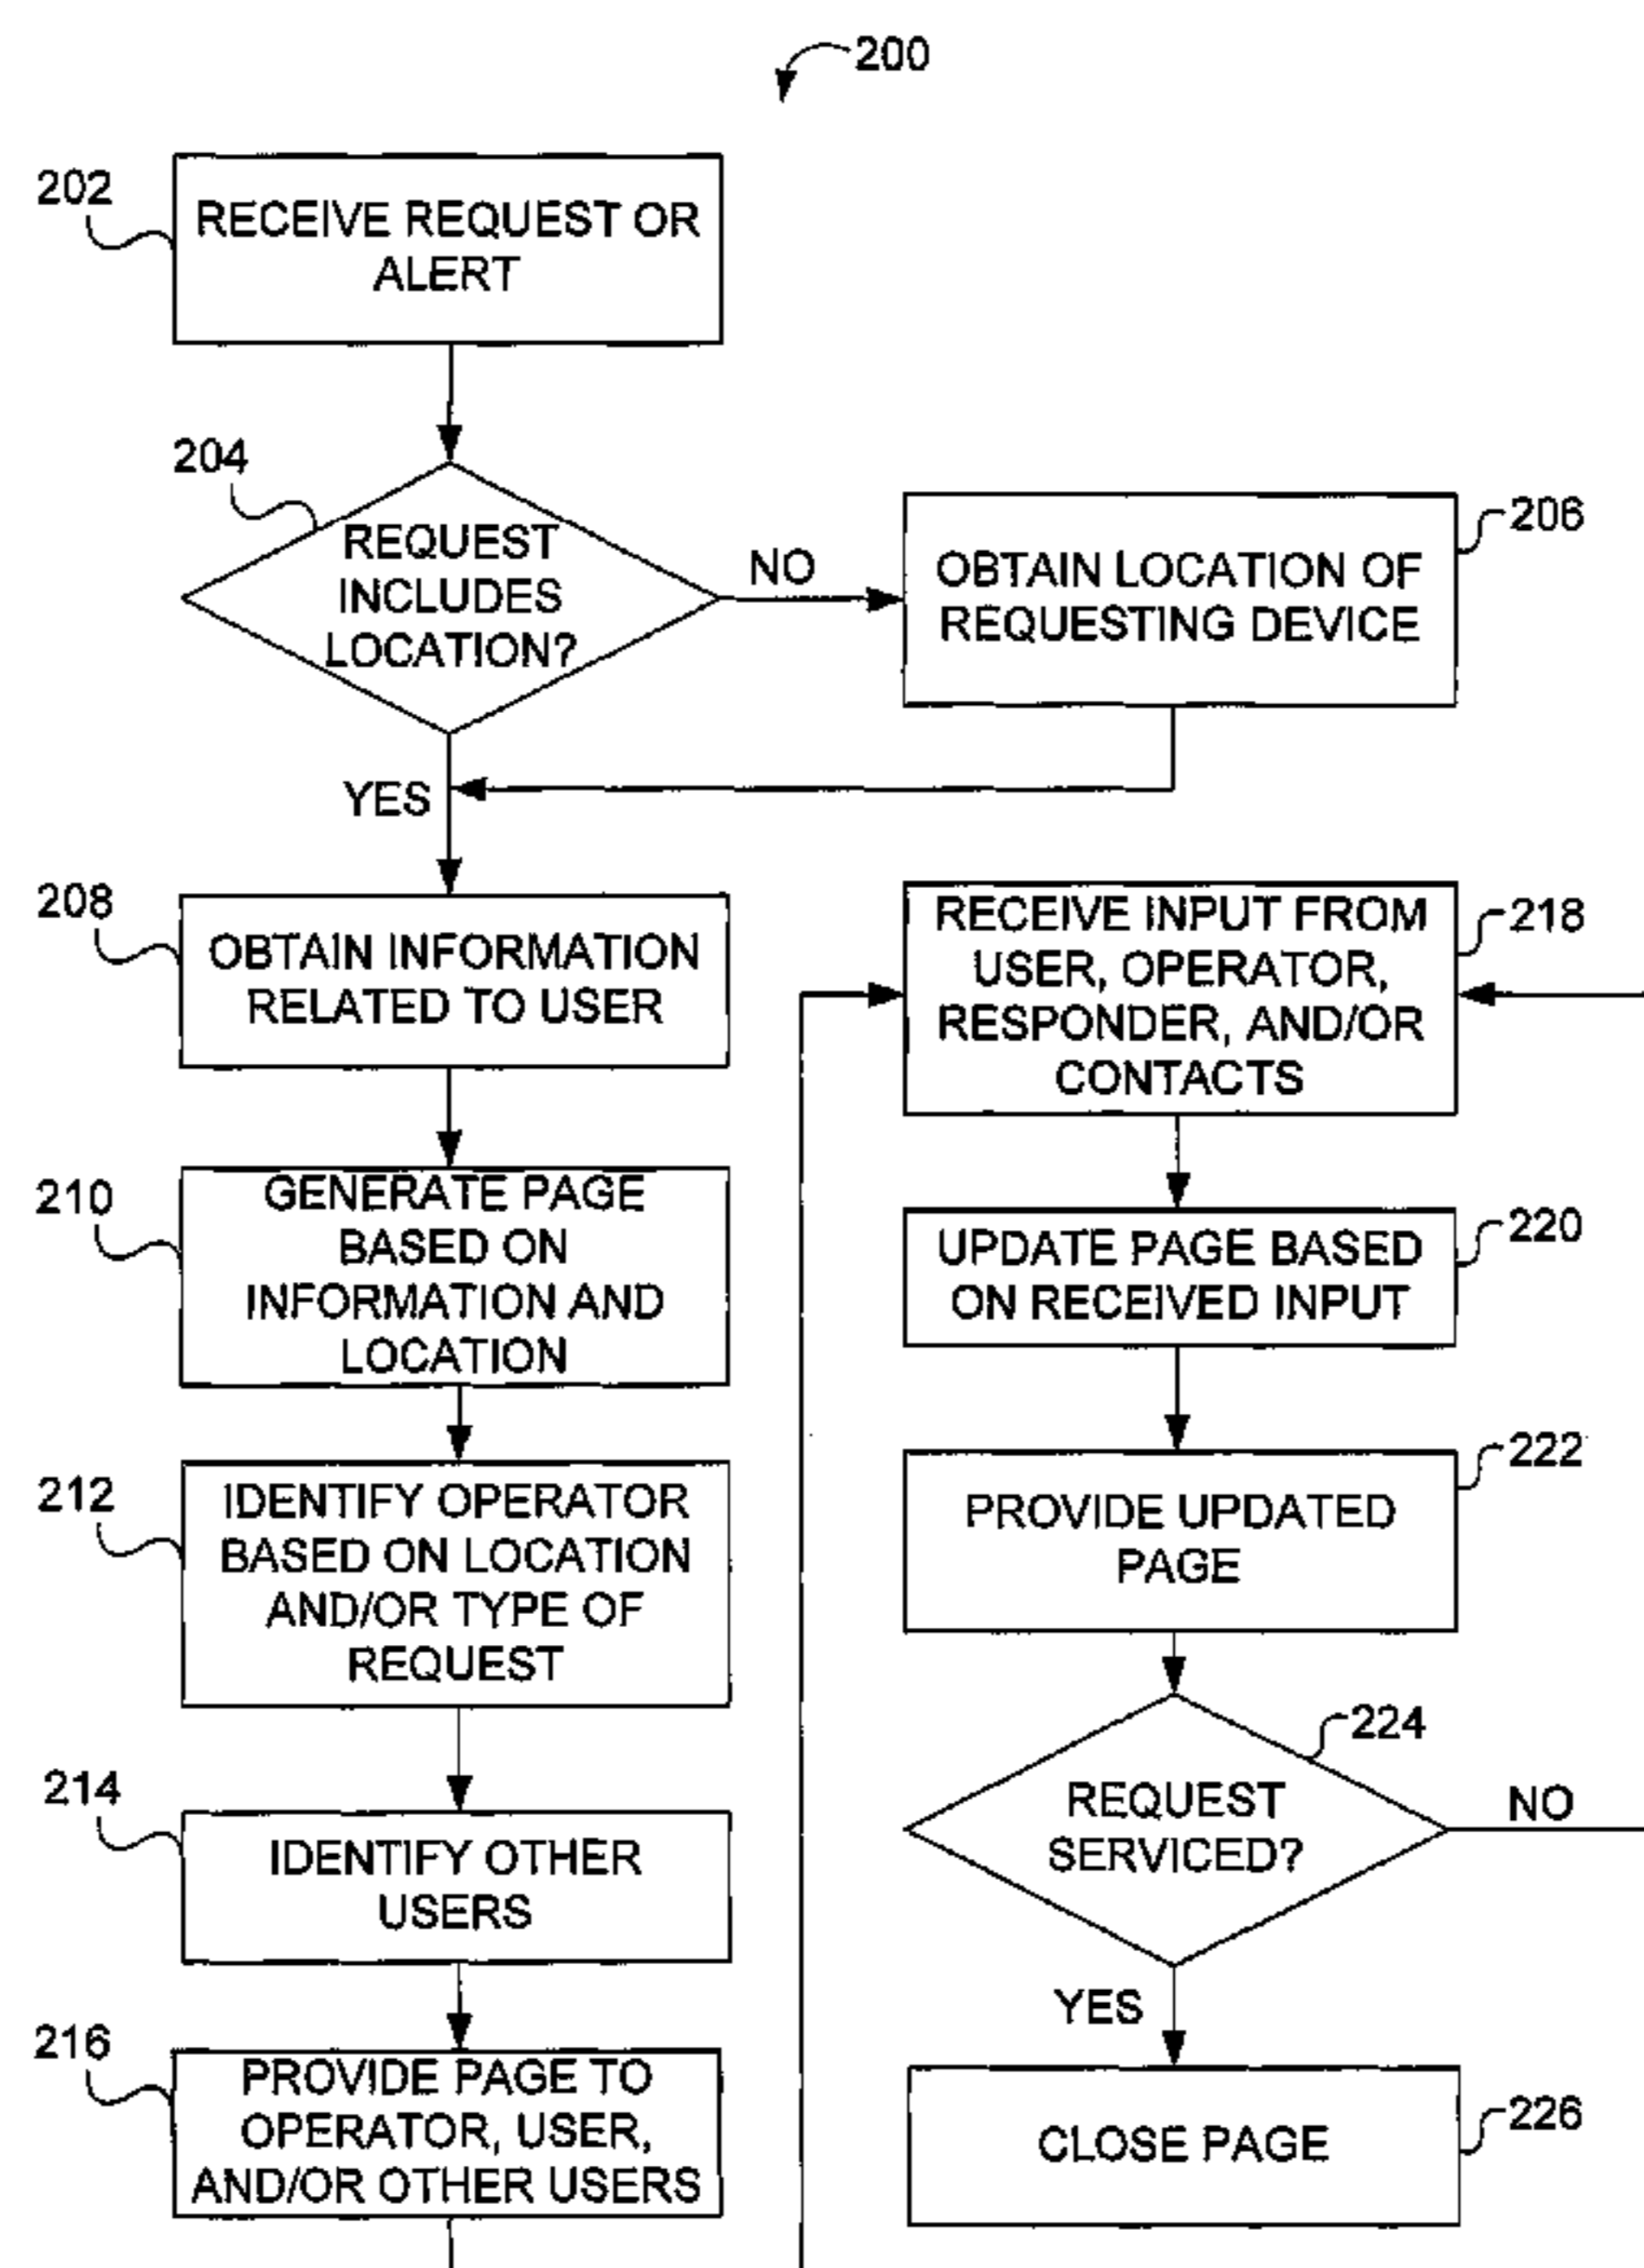 200
202
RECEIVE REQUEST OR
ALERT
204
REQUEST
INCLUDES
LOCATION?
NO
206
OBTAIN LOCATION OF
REQUESTING DEVICE
YES
208
OBTAIN INFORMATION
RELATED TO USER
210
GENERATE PAGE
BASED ON
INFORMATION AND
LOCATION
212
IDENTIFY OPERATOR
BASED ON LOCATION
AND/OR TYPE OF
REQUEST
214
IDENTIFY OTHER
USERS
216
PROVIDE PAGE TO
OPERATOR, USER,
AND/OR OTHER USERS
218
RECEIVE INPUT FROM
USER, OPERATOR,
RESPONDER, AND/OR
CONTACTS
220
UPDATE PAGE BASED
ON RECEIVED INPUT
222
PROVIDE UPDATED
PAGE
224
REQUEST
SERVICED?
NO
YES
226
CLOSE PAGE